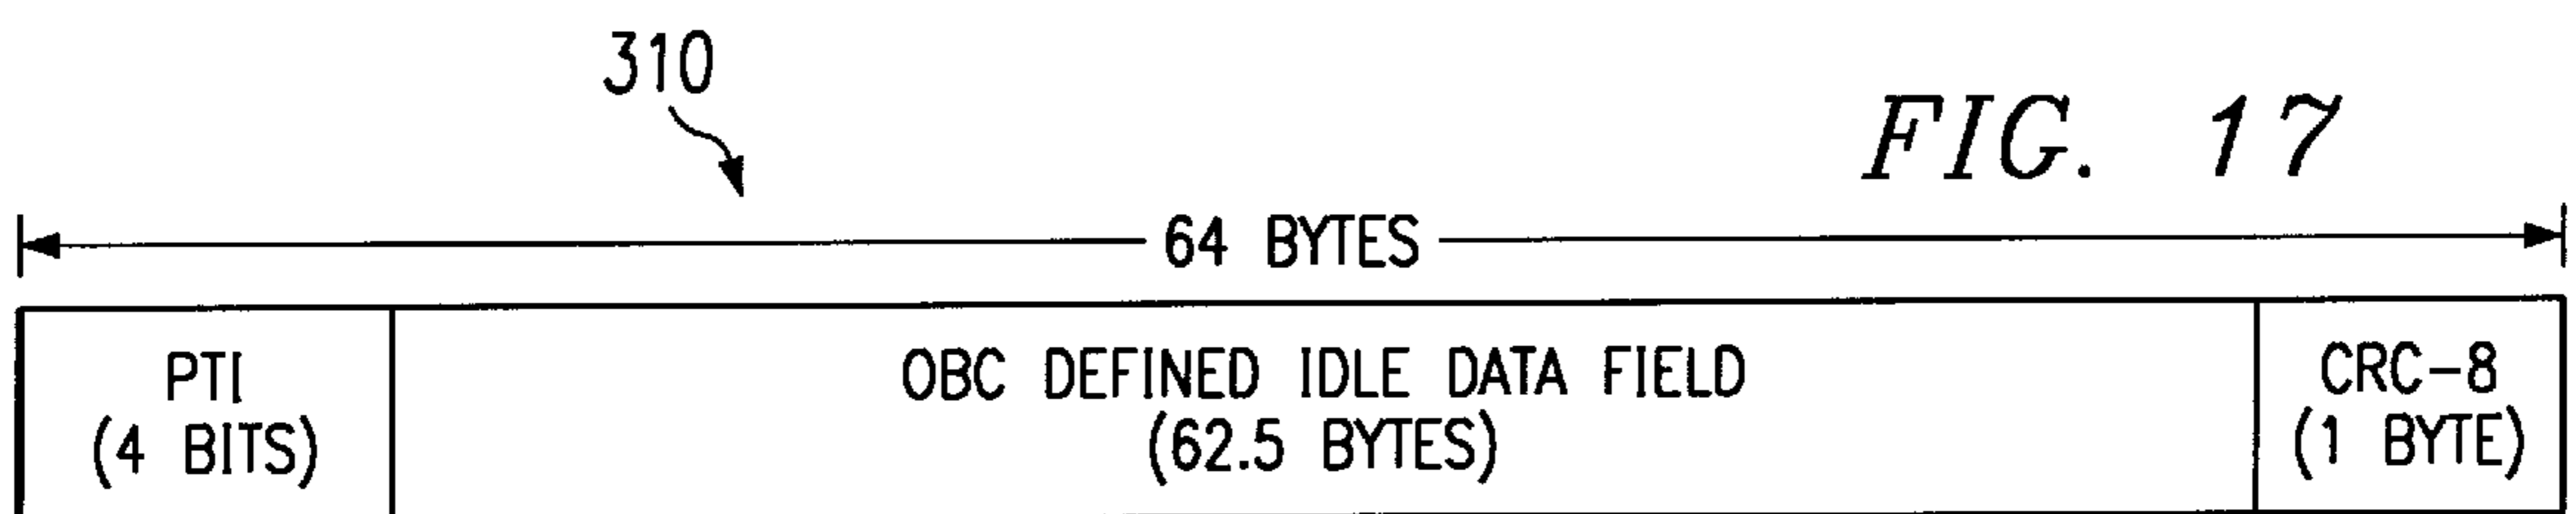 310
FIG. 17
64 BYTES
PTI
(4 BITS)
OBC DEFINED IDLE DATA FIELD
(62.5 BYTES)
CRC-8
(1 BYTE)